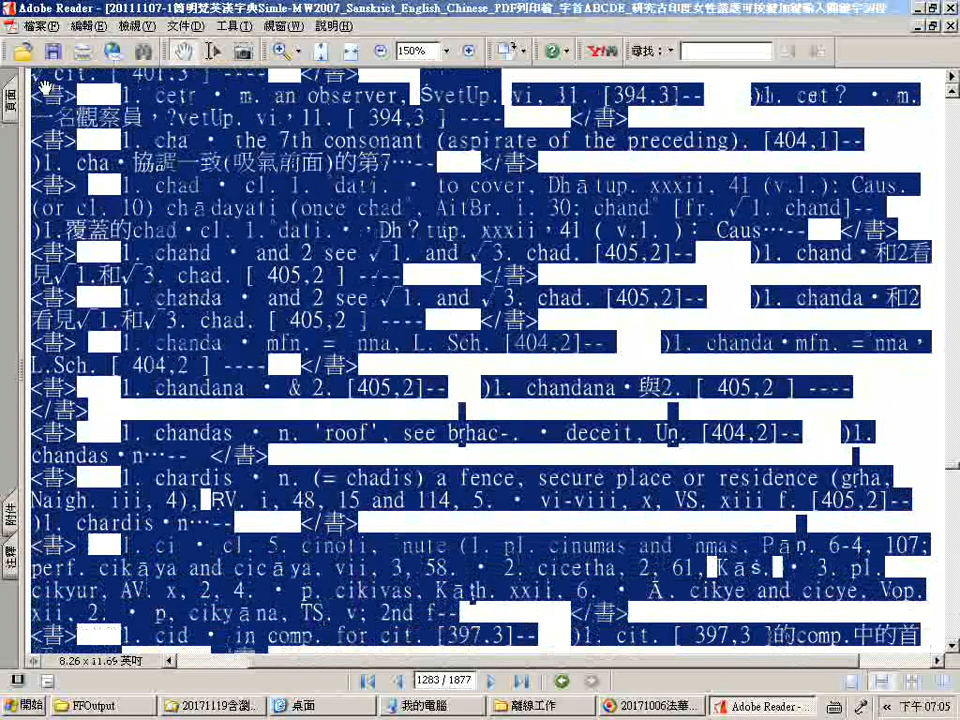 Adobe Reader - [20111107-1簡明梵英漢字典Simle-MW2007_Sanskrit_English_Chinese_PDF列印檔_字首ABCDE_研究古印度女性議題可按
檔案(F) 編輯(E) 檢視(V) 文件(D) 工具(T) 視窗(W) 說明(H)
150% 尋找:
頁面
√cit. [ 401,3 ] ---- </書>
<書> 1. cetṛ • m. an observer, ŚvetUp. vi, 11. [394.3]-- )1. cet? • m.
一名觀察員，?vetUp. vi，11. [ 394,3 ] ---- </書>
<書> 1. cha • the 7th consonant (aspirate of the preceding). [404,1]--
)1. cha•協調一致(吸氣前面)的第7…-- </書>
<書> 1. chad • cl. 1. °dati. • to cover, Dhātup. xxxii, 41 (v.l.): Caus.
(or cl. 10) chādayati (once chad°, AitBr. i, 30; chand° [fr. √1. chand]--
)1.覆蓋的chad•cl. 1.°dati.•，Dh?tup. xxxii，41 ( v.l. )： Caus…-- </書>
<書> 1. chand • and 2 see √1. and √3. chad. [405,2]-- )1. chand•和2看
見√1.和√3. chad. [ 405,2 ] ---- </書>
<書> 1. chanda • and 2 see √1. and √3. chad. [405,2]-- )1. chanda•和2
看見√1.和√3. chad. [ 405,2 ] ---- </書>
<書> 1. chanda • mfn. = °nna, L. Sch. [404,2]-- )1. chanda•mfn. =°nna，
L.Sch. [ 404,2 ] ---- </書>
<書> 1. chandana • & 2. [405,2]-- )1. chandana•與2. [ 405,2 ] ----
</書>
<書> 1. chandas • n. 'roof', see bṛhac-. • deceit, Uṇ. [404,2]-- )1.
chandas•n…-- </書>
<書> 1. chardis • n. (= chadis) a fence, secure place or residence (gṛha,
Naigh. iii, 4), RV. i, 48, 15 and 114, 5. • vi-viii, x, VS. xiii f. [405,2]--
)1. chardis•n…-- </書>
<書> 1. ci • cl. 5. cinoti, °nute (1. pl. cinumas and °nmas, Pāṇ. 6-4, 107;
perf. cikāya and cicāya, vii, 3, 58. • 2. cicetha, 2, 61, Kāś. • 3. pl.
cikyur, AV. x, 2, 4. • p. cikivas, Kāṭh. xxii, 6. • Ā. cikye and cicye, Vop.
xii, 2. • p, cikyāna, TS. v; 2nd f-- </書>
<書> 1. cid • in comp. for cit. [397.3]-- )1. cit. [ 397,3 ]的comp.中的首
附件
注釋
8.26 x 11.69 英吋
1283 / 1877
開始 FFOutput 20171119含瀏... 桌面 我的電腦 離線工作 20171006法華... Adobe Reader - ... 下午 07:05